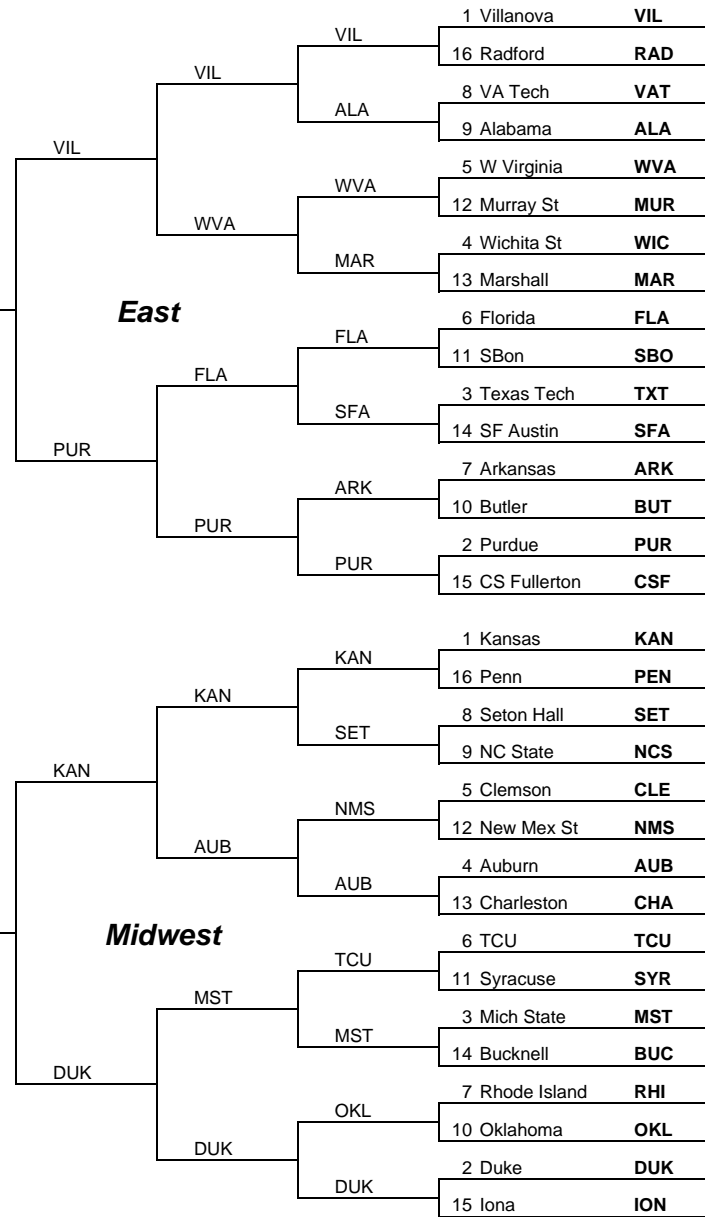 1 Villanova VIL
VIL
16 Radford RAD
VIL
8 VA Tech VAT
ALA
9 Alabama ALA
VIL
5 W Virginia WVA
WVA
12 Murray St MUR
WVA
4 Wichita St WIC
MAR
13 Marshall MAR
East
6 Florida FLA
FLA
11 SBon SBO
FLA
3 Texas Tech TXT
SFA
14 SF Austin SFA
PUR
7 Arkansas ARK
ARK
10 Butler BUT
PUR
2 Purdue PUR
PUR
15 CS Fullerton CSF
1 Kansas KAN
KAN
16 Penn PEN
KAN
8 Seton Hall SET
SET
9 NC State NCS
KAN
5 Clemson CLE
NMS
12 New Mex St NMS
AUB
4 Auburn AUB
AUB
13 Charleston CHA
Midwest
6 TCU TCU
TCU
11 Syracuse SYR
MST
3 Mich State MST
MST
14 Bucknell BUC
DUK
7 Rhode Island RHI
OKL
10 Oklahoma OKL
DUK
2 Duke DUK
DUK
15 Iona ION